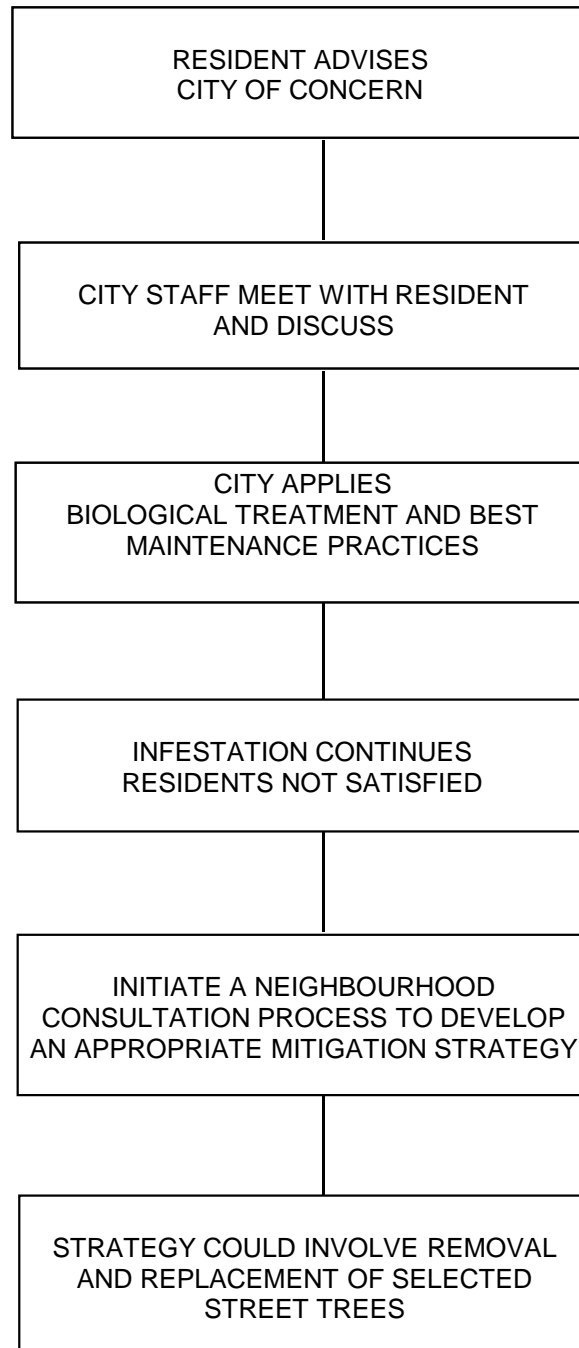 RESIDENT ADVISES
CITY OF CONCERN
CITY STAFF MEET WITH RESIDENT
AND DISCUSS
CITY APPLIES
BIOLOGICAL TREATMENT AND BEST
MAINTENANCE PRACTICES
INFESTATION CONTINUES
RESIDENTS NOT SATISFIED
INITIATE A NEIGHBOURHOOD
CONSULTATION PROCESS TO DEVELOP
AN APPROPRIATE MITIGATION STRATEGY
STRATEGY COULD INVOLVE REMOVAL
AND REPLACEMENT OF SELECTED
STREET TREES